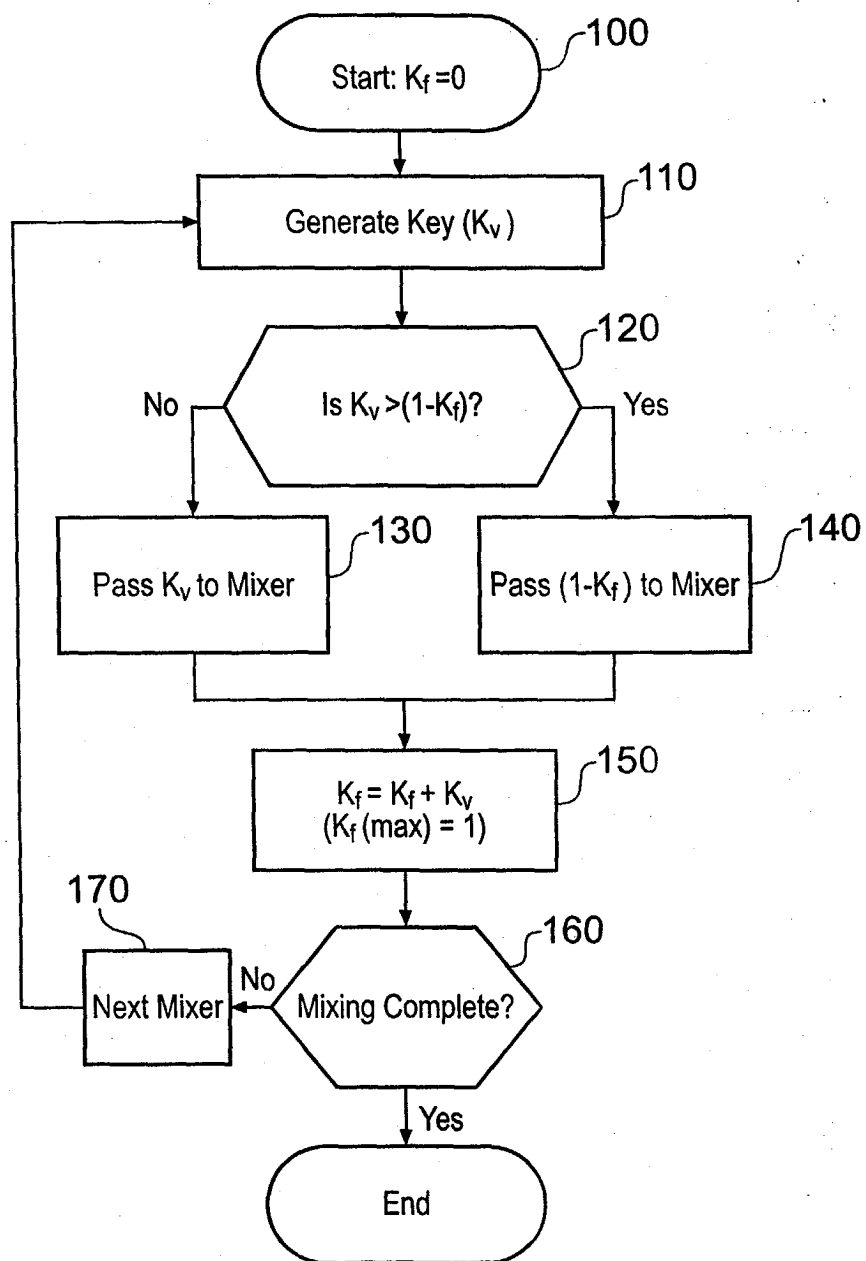 100
Start: Kf =0
110
Generate Key (Kv)
120
No
Is Kv >(1-Kf)?
Yes
130
140
Pass Kv to Mixer
Pass (1-Kf) to Mixer
150
Kf = Kf + Kv
(Kf (max) = 1)
170
160
No
Next Mixer
Mixing Complete?
Yes
End